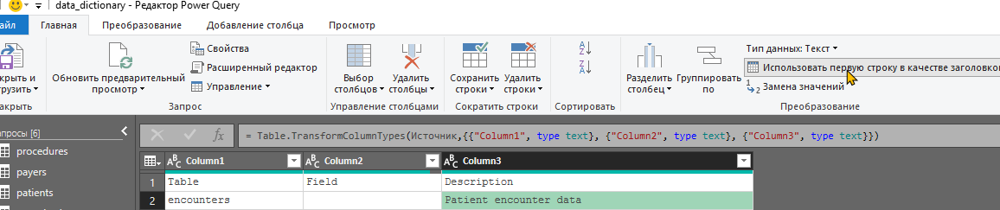 data_dictionary - Редактор Power Query
айл Главная Преобразование Добавление столбца Просмотр
крыть и
грузить
Закрыть
Обновить предварительный
просмотр
Свойства
Расширенный редактор
Управление
Запрос
Выбор
столбцов
Удалить
столбцы
Управление столбцами
Сохранить
строки
Удалить
строки
Сократить строки
Сортировать
Разделить
столбец
Группировать
по
Тип данных: Текст
Использовать первую строку в качестве заголовко
Замена значений
Преобразование
апросы [6]
procedures
payers
patients
= Table.TransformColumnTypes(Источник,{{"Column1", type text}, {"Column2", type text}, {"Column3", type text}})
Column1 Column2 Column3
1 Table Field Description
2 encounters Patient encounter data